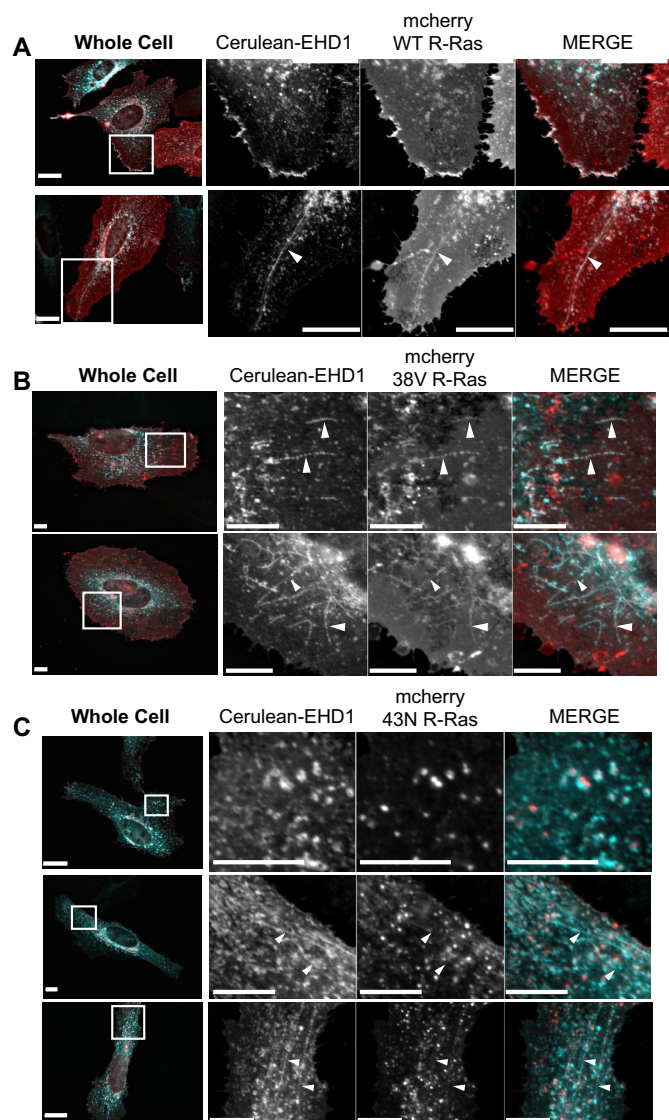 A
Whole Cell
Cerulean-EHD1
mcherry
WT R-Ras
MERGE
B
Whole Cell
Cerulean-EHD1
mcherry
38V R-Ras
MERGE
C
Whole Cell
Cerulean-EHD1
mcherry
43N R-Ras
MERGE